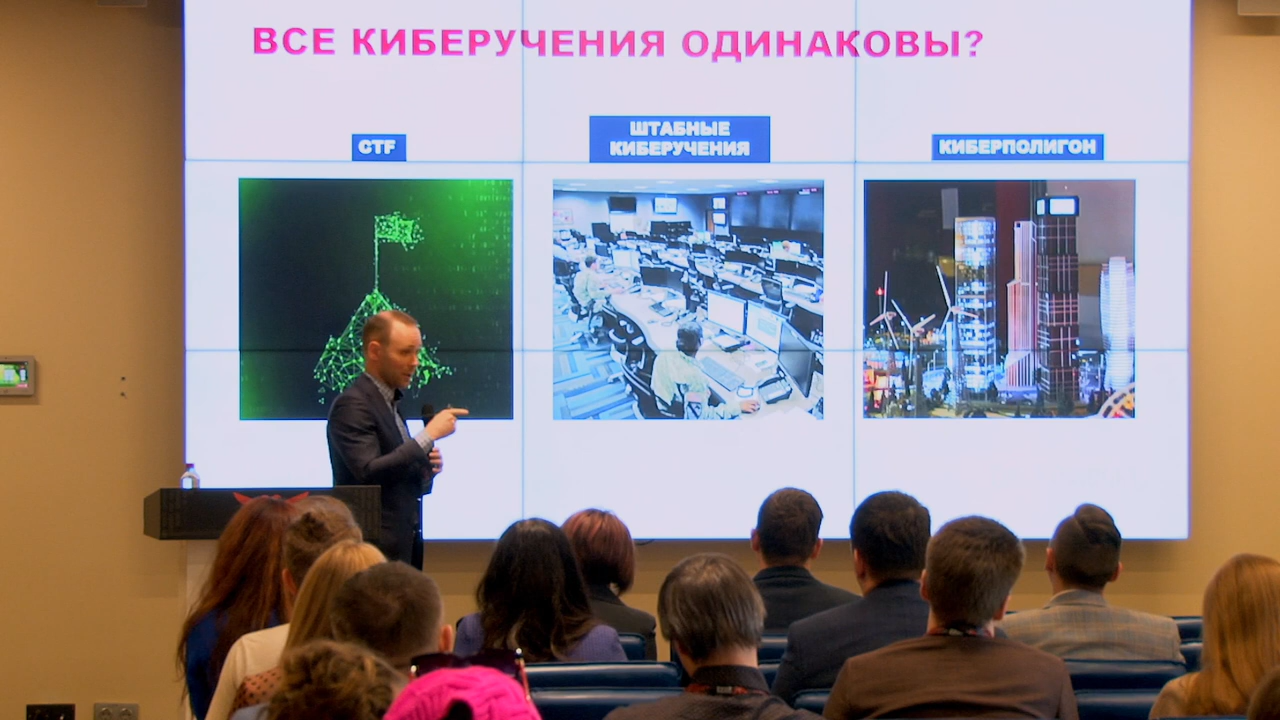 ВСЕ КИБЕРУЧЕНИЯ ОДИНАКОВЫ?
CTF
ШТАБНЫЕ
КИБЕРУЧЕНИЯ
КИБЕРПОЛИГОН